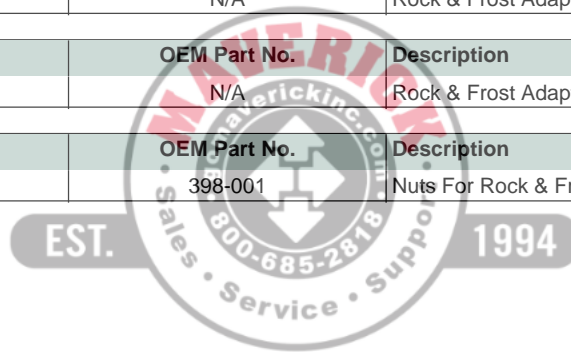 N/A Rock & Frost Adap
OEM Part No. Description
N/A Rock & Frost Adap
OEM Part No. Description
398-001 Nuts For Rock & Fr
MAVERICK
gomaverickinc.com
800-685-2818
Sales • Service • Support
EST. 1994